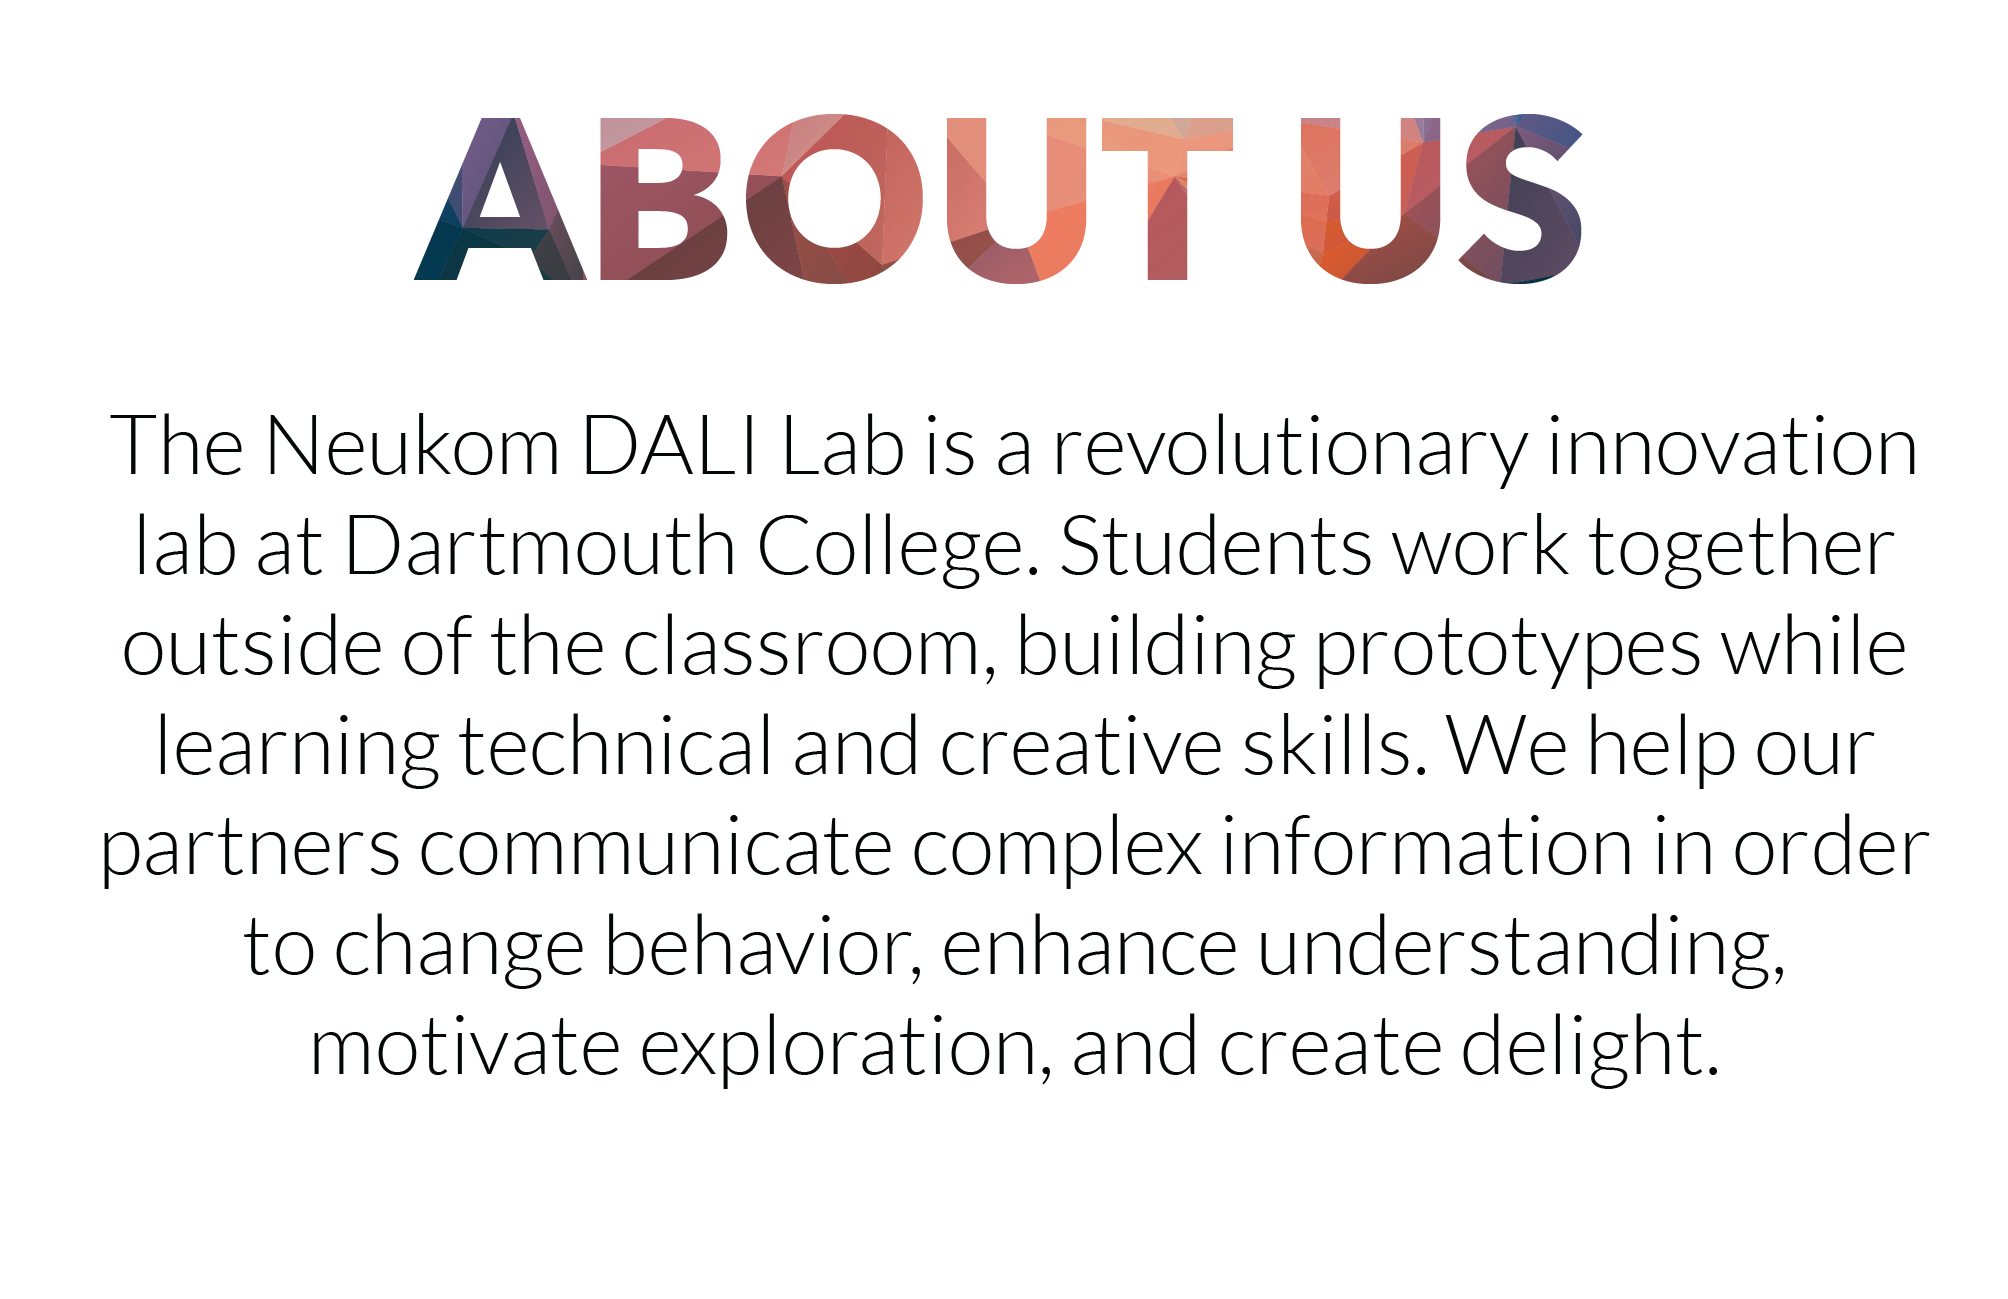 ABOUT US
The Neukom DALI Lab is a revolutionary innovation
lab at Dartmouth College. Students work together
outside of the classroom, building prototypes while
learning technical and creative skills. We help our
partners communicate complex information in order
to change behavior, enhance understanding,
motivate exploration, and create delight.